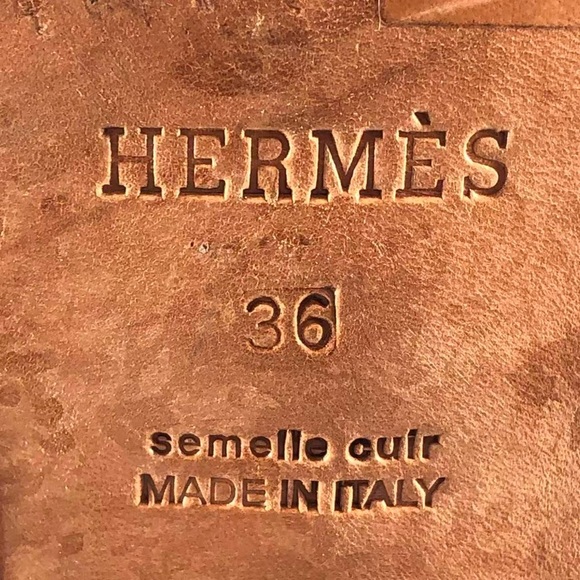 HERMÈS
36
semelle cuir
MADE IN ITALY